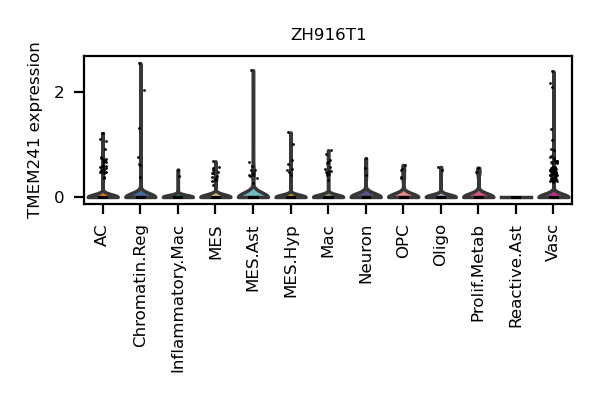 ZH916T1
TMEM241 expression
2
0
AC
Chromatin.Reg
Inflammatory.Mac
MES
MES.Ast
MES.Hyp
Mac
Neuron
OPC
Oligo
Prolif.Metab
Reactive.Ast
Vasc